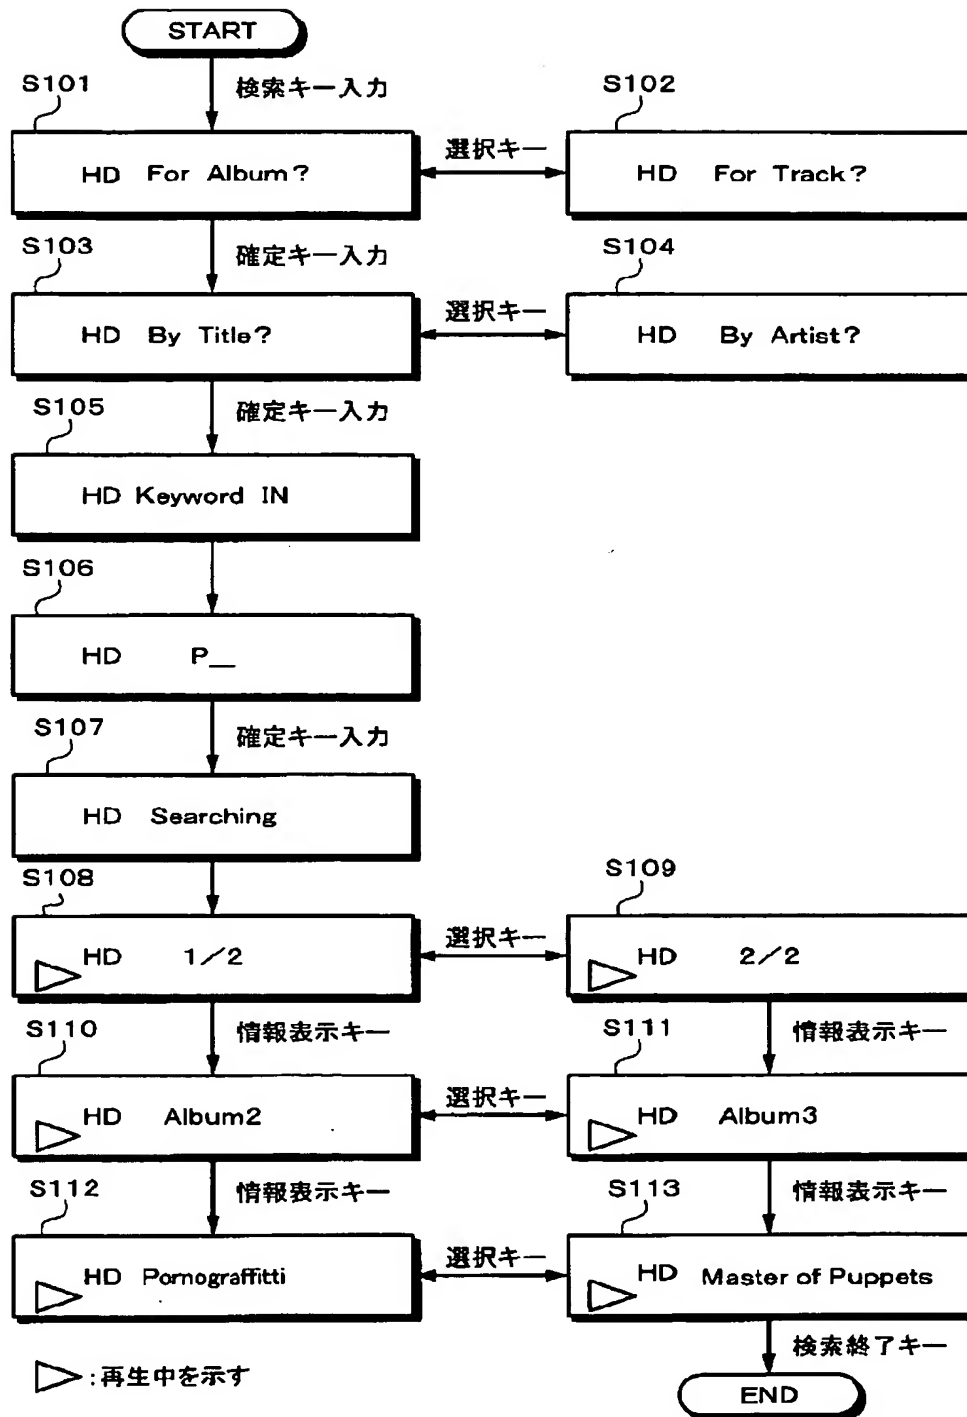 START
検索キー入力
S101
S102
HD For Album?
選択キー
HD For Track?
確定キー入力
S103
S104
HD By Title?
選択キー
HD By Artist?
確定キー入力
S105
HD Keyword IN
S106
HD P__
確定キー入力
S107
HD Searching
S108
S109
HD 1/2
選択キー
HD 2/2
情報表示キー
情報表示キー
S110
S111
HD Album2
選択キー
HD Album3
情報表示キー
情報表示キー
S112
S113
HD Pornograffitti
選択キー
HD Master of Puppets
検索終了キー
:再生中を示す
END